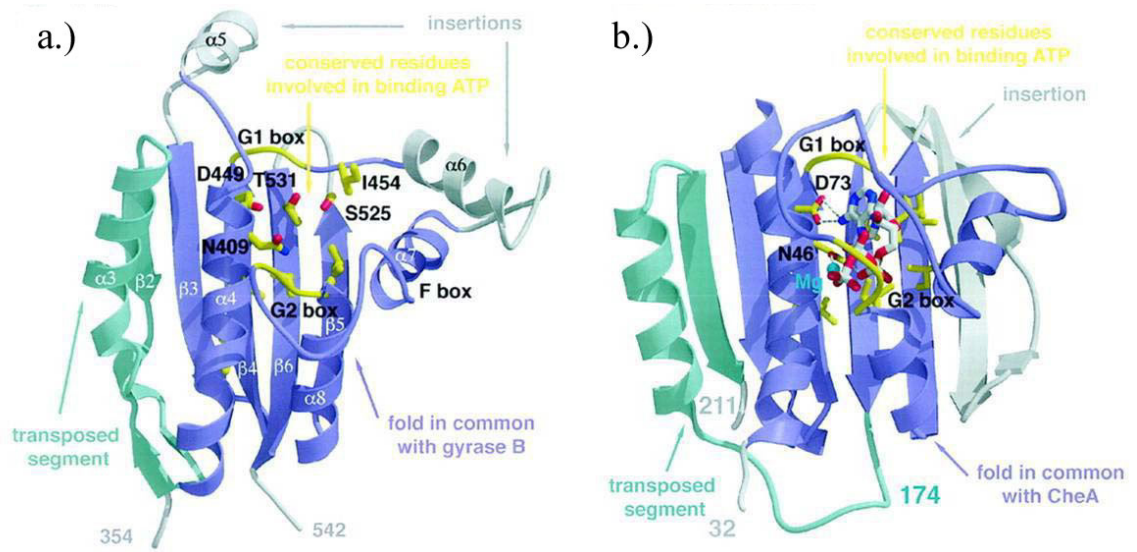 a.)
insertions
α5
conserved residues
involved in binding ATP
G1 box
α6
D449
T531
I454
S525
N409
α7
α3
β2
β3
α4
F box
G2 box
β5
β4
β6
α8
transposed
segment
fold in common
with gyrase B
354
542
b.)
conserved residues
involved in binding ATP
insertion
G1 box
D73
N46
Mg
G2 box
211
transposed
segment
32
174
fold in common
with CheA